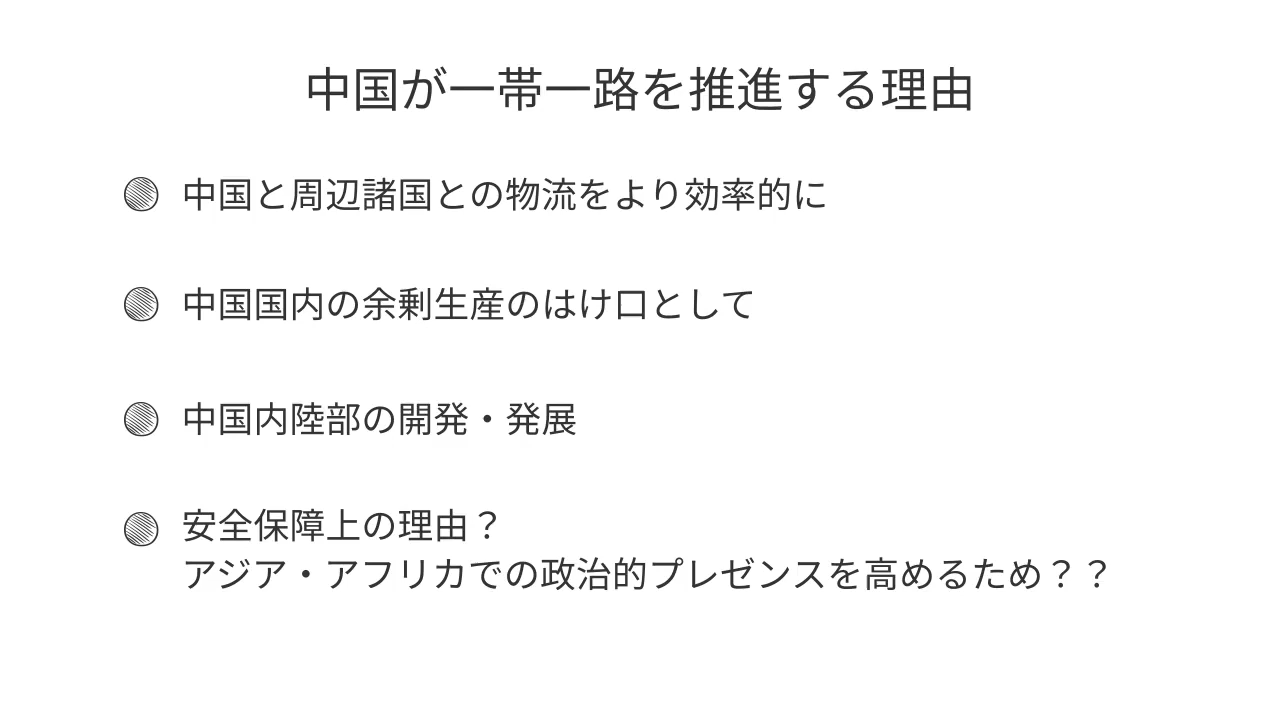 中国が一帯一路を推進する理由
中国と周辺諸国との物流をより効率的に
中国国内の余剰生産のはけ口として
中国内陸部の開発・発展
安全保障上の理由？
アジア・アフリカでの政治的プレゼンスを高めるため？？